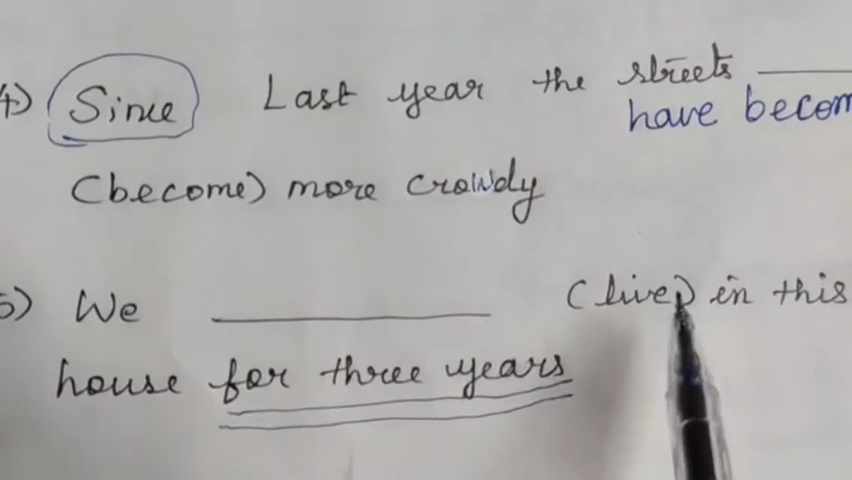 4) Since Last year the streets ______
have becom
(become) more crowdy
5) We ______ (live) in this
house for three years